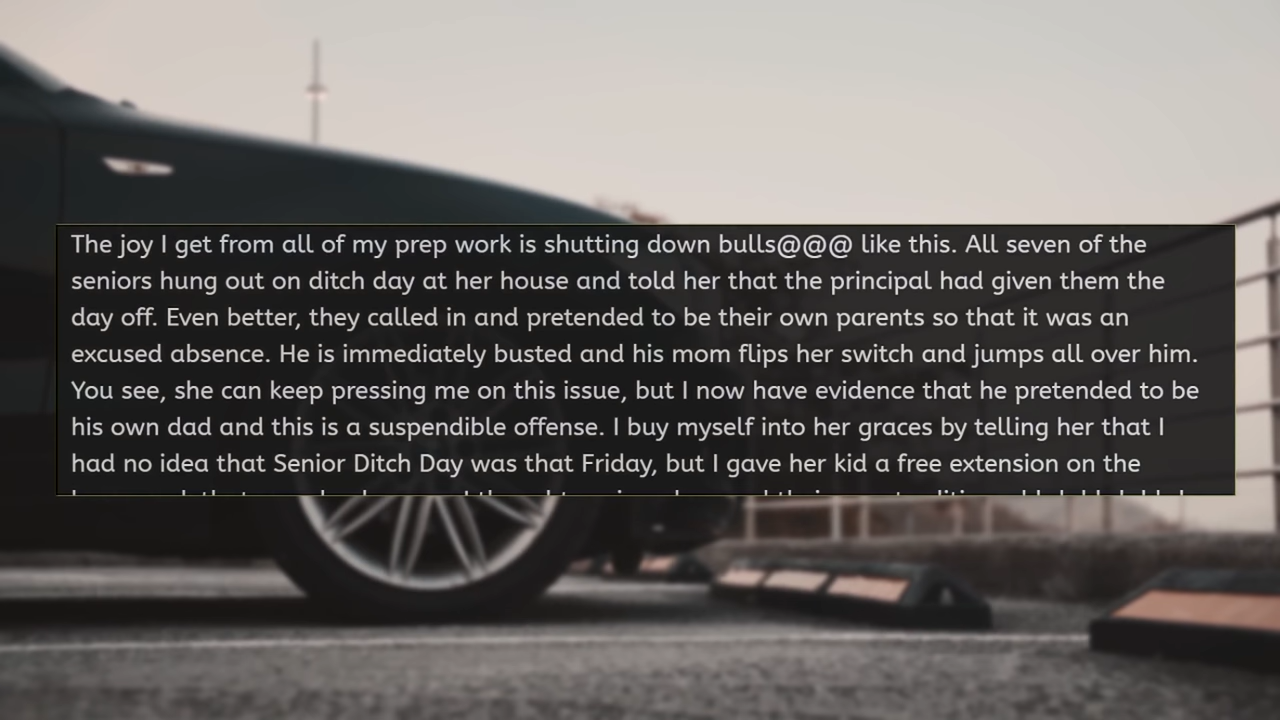 The joy I get from all of my prep work is shutting down bulls@@@ like this. All seven of the
seniors hung out on ditch day at her house and told her that the principal had given them the
day off. Even better, they called in and pretended to be their own parents so that it was an
excused absence. He is immediately busted and his mom flips her switch and jumps all over him.
You see, she can keep pressing me on this issue, but I now have evidence that he pretended to be
his own dad and this is a suspendible offense. I buy myself into her graces by telling her that I
had no idea that Senior Ditch Day was that Friday, but I gave her kid a free extension on the